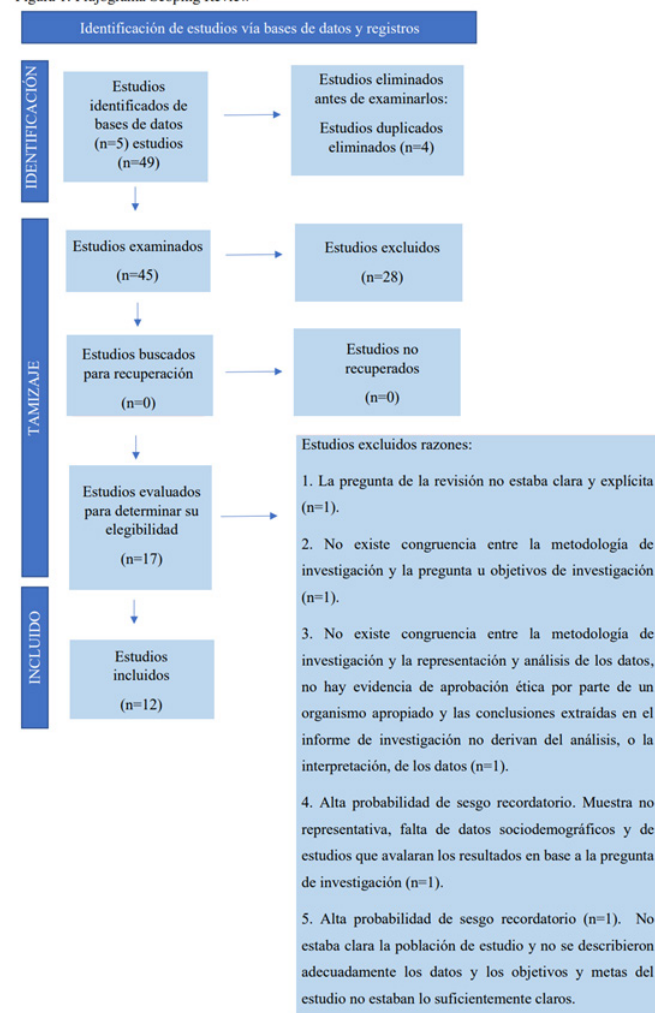 Figura 1. Flujograma Scoping Review
Identificación de estudios vía bases de datos y registros
IDENTIFICACIÓN
Estudios
identificados de
bases de datos
(n=5) estudios
(n=49)
Estudios eliminados
antes de examinarlos:
Estudios duplicados
eliminados (n=4)
TAMIZAJE
Estudios examinados
(n=45)
Estudios excluidos
(n=28)
Estudios buscados
para recuperación
(n=0)
Estudios no
recuperados
(n=0)
Estudios evaluados
para determinar su
elegibilidad
(n=17)
Estudios excluidos razones:
1. La pregunta de la revisión no estaba clara y explícita
(n=1).
2. No existe congruencia entre la metodología de
investigación y la pregunta u objetivos de investigación
(n=1).
3. No existe congruencia entre la metodología de
investigación y la representación y análisis de los datos,
no hay evidencia de aprobación ética por parte de un
organismo apropiado y las conclusiones extraídas en el
informe de investigación no derivan del análisis, o la
interpretación, de los datos (n=1).
4. Alta probabilidad de sesgo recordatorio. Muestra no
representativa, falta de datos sociodemográficos y de
estudios que avalaran los resultados en base a la pregunta
de investigación (n=1).
5. Alta probabilidad de sesgo recordatorio (n=1). No
estaba clara la población de estudio y no se describieron
adecuadamente los datos y los objetivos y metas del
estudio no estaban lo suficientemente claros.
INCLUIDO
Estudios
incluidos
(n=12)